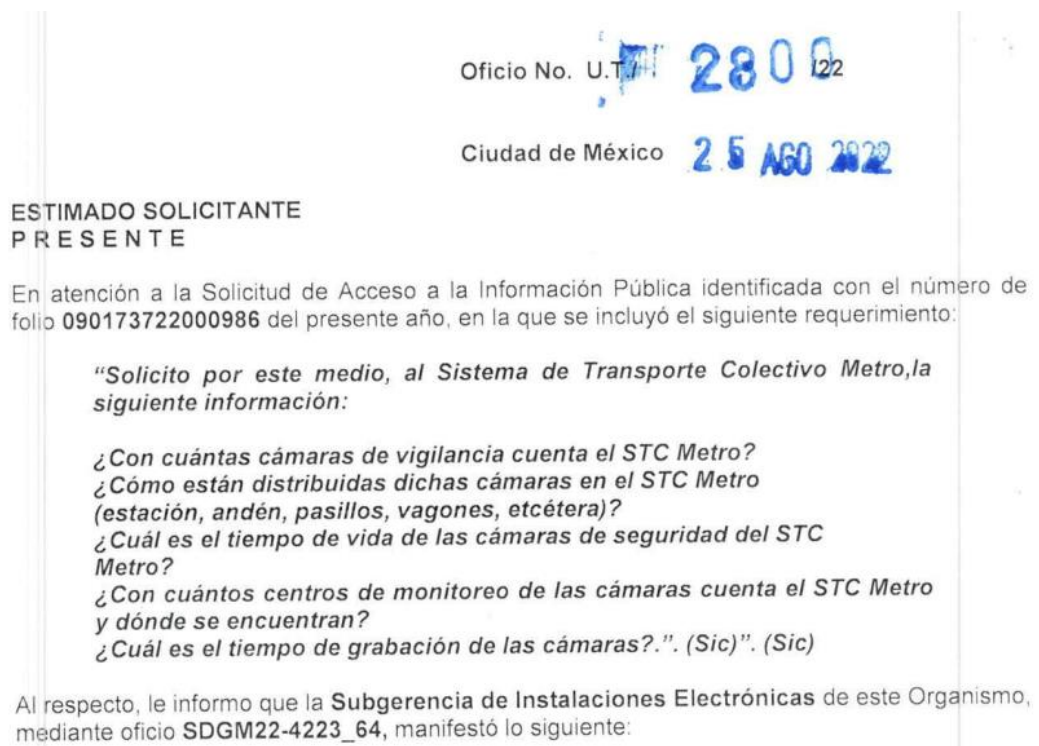 Oficio No. U.T./ 2800 /22
Ciudad de México 25 AGO 2022
ESTIMADO SOLICITANTE
P R E S E N T E
En atención a la Solicitud de Acceso a la Información Pública identificada con el número de
folio 090173722000986 del presente año, en la que se incluyó el siguiente requerimiento:
“Solicito por este medio, al Sistema de Transporte Colectivo Metro,la
siguiente información:
¿Con cuántas cámaras de vigilancia cuenta el STC Metro?
¿Cómo están distribuidas dichas cámaras en el STC Metro
(estación, andén, pasillos, vagones, etcétera)?
¿Cuál es el tiempo de vida de las cámaras de seguridad del STC
Metro?
¿Con cuántos centros de monitoreo de las cámaras cuenta el STC Metro
y dónde se encuentran?
¿Cuál es el tiempo de grabación de las cámaras?.”. (Sic)”. (Sic)
Al respecto, le informo que la Subgerencia de Instalaciones Electrónicas de este Organismo,
mediante oficio SDGM22-4223_64, manifestó lo siguiente: